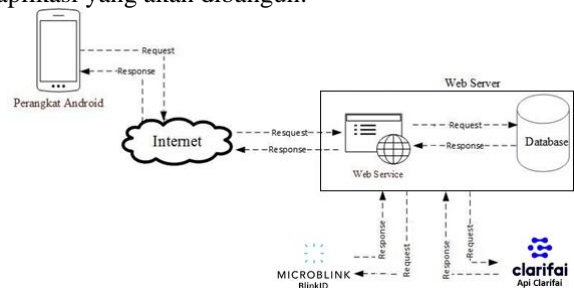 aplikasi yang akan dibangun.
Request
Response
Perangkat Android
Web Server
Internet
Resquest
Response
Web Service
Request
Response
Database
Response
Request
Response
Request
MICROBLINK
BlinkID
clarifai
Api Clarifai